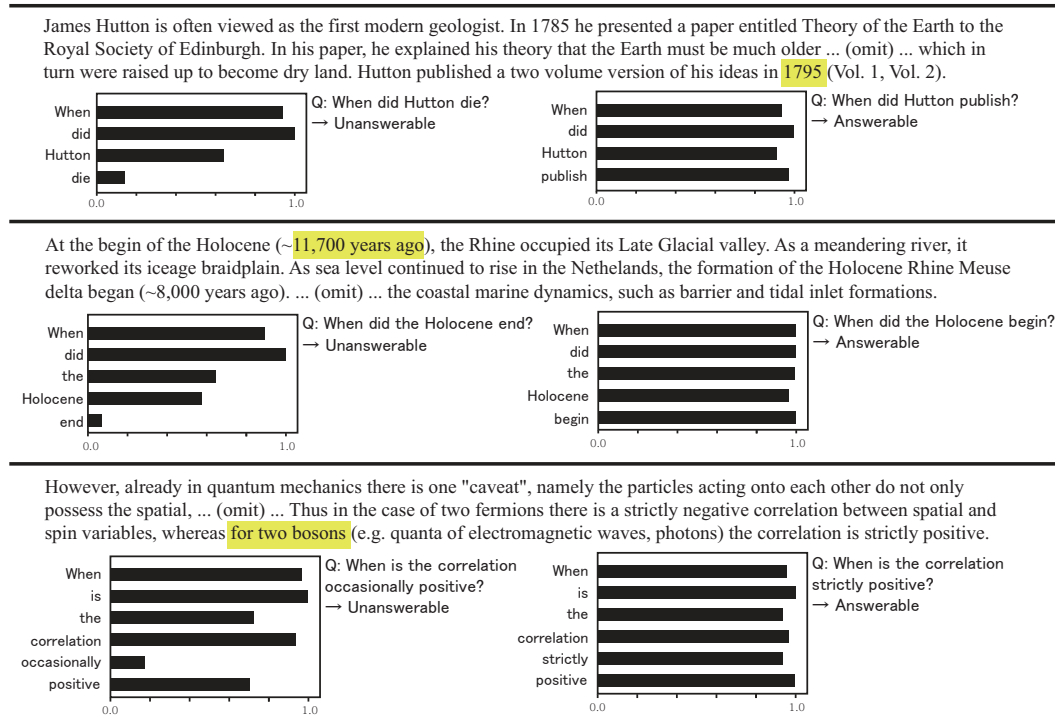 James Hutton is often viewed as the first modern geologist. In 1785 he presented a paper entitled Theory of the Earth to the
Royal Society of Edinburgh. In his paper, he explained his theory that the Earth must be much older ... (omit) ... which in
turn were raised up to become dry land. Hutton published a two volume version of his ideas in 1795 (Vol. 1, Vol. 2).
When
did
Hutton
die
0.0 1.0
Q: When did Hutton die?
→ Unanswerable
When
did
Hutton
publish
0.0 1.0
Q: When did Hutton publish?
→ Answerable
At the begin of the Holocene (~11,700 years ago), the Rhine occupied its Late Glacial valley. As a meandering river, it
reworked its iceage braidplain. As sea level continued to rise in the Nethelands, the formation of the Holocene Rhine Meuse
delta began (~8,000 years ago). ... (omit) ... the coastal marine dynamics, such as barrier and tidal inlet formations.
When
did
the
Holocene
end
0.0 1.0
Q: When did the Holocene end?
→ Unanswerable
When
did
the
Holocene
begin
0.0 1.0
Q: When did the Holocene begin?
→ Answerable
However, already in quantum mechanics there is one "caveat", namely the particles acting onto each other do not only
possess the spatial, ... (omit) ... Thus in the case of two fermions there is a strictly negative correlation between spatial and
spin variables, whereas for two bosons (e.g. quanta of electromagnetic waves, photons) the correlation is strictly positive.
When
is
the
correlation
occasionally
positive
0.0 1.0
Q: When is the correlation
occasionally positive?
→ Unanswerable
When
is
the
correlation
strictly
positive
0.0 1.0
Q: When is the correlation
strictly positive?
→ Answerable